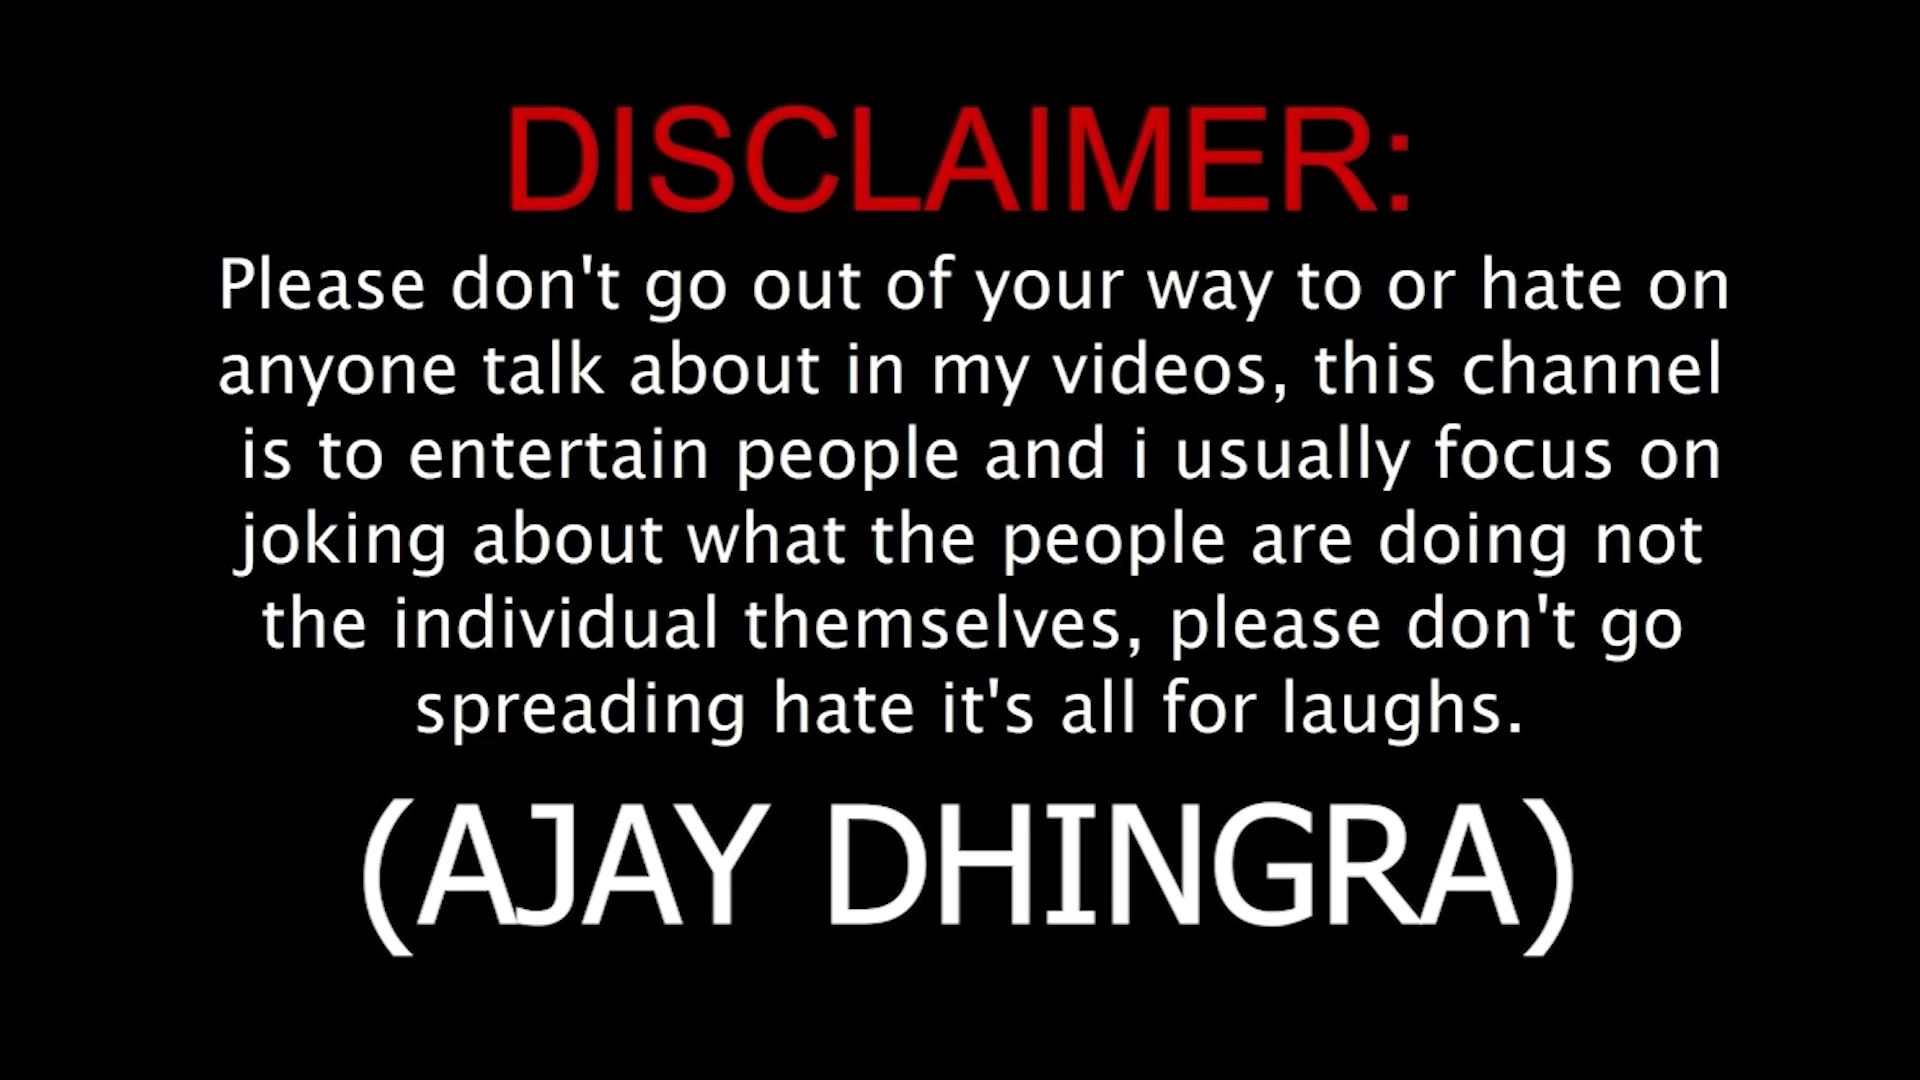 DISCLAIMER:
Please don't go out of your way to or hate on
anyone talk about in my videos, this channel
is to entertain people and i usually focus on
joking about what the people are doing not
the individual themselves, please don't go
spreading hate it's all for laughs.
(AJAY DHINGRA)